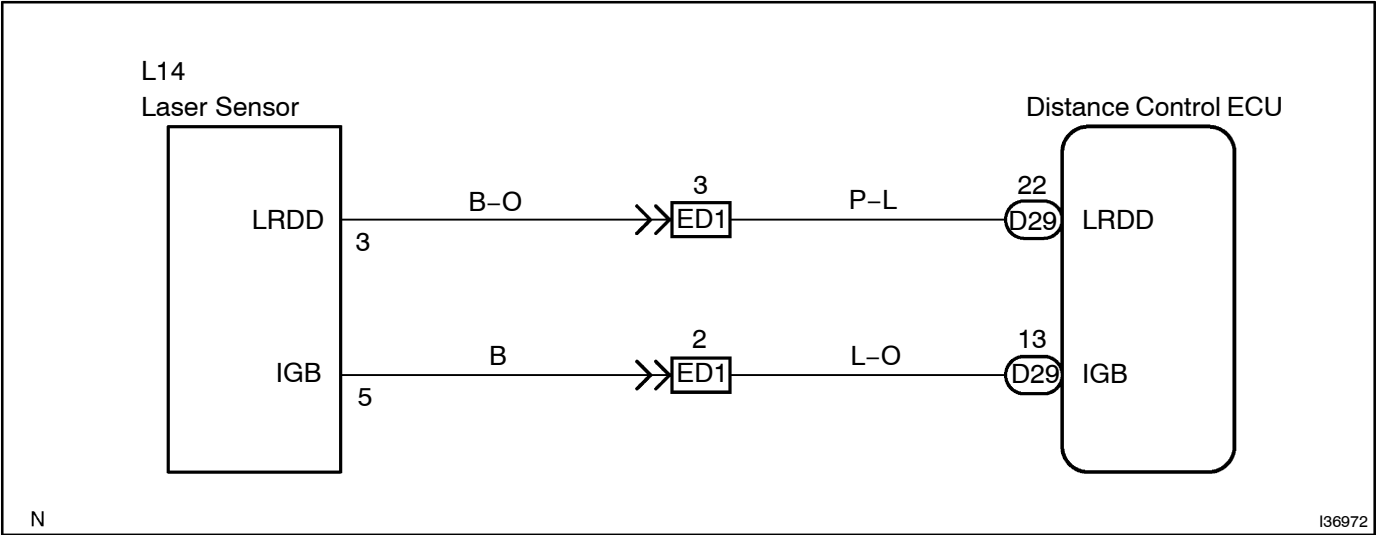 L14
Laser Sensor
Distance Control ECU
LRDD
3
B−O
3
ED1
P−L
22
D29
LRDD
IGB
5
B
2
ED1
L−O
13
D29
IGB
N
I36972